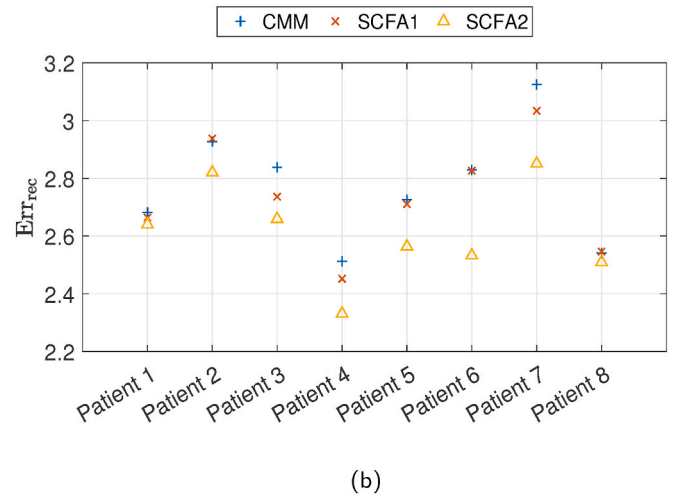 CMM SCFA1 SCFA2
Err_rec
3.2
3
2.8
2.6
2.4
2.2
Patient 1 Patient 2 Patient 3 Patient 4 Patient 5 Patient 6 Patient 7 Patient 8
(b)